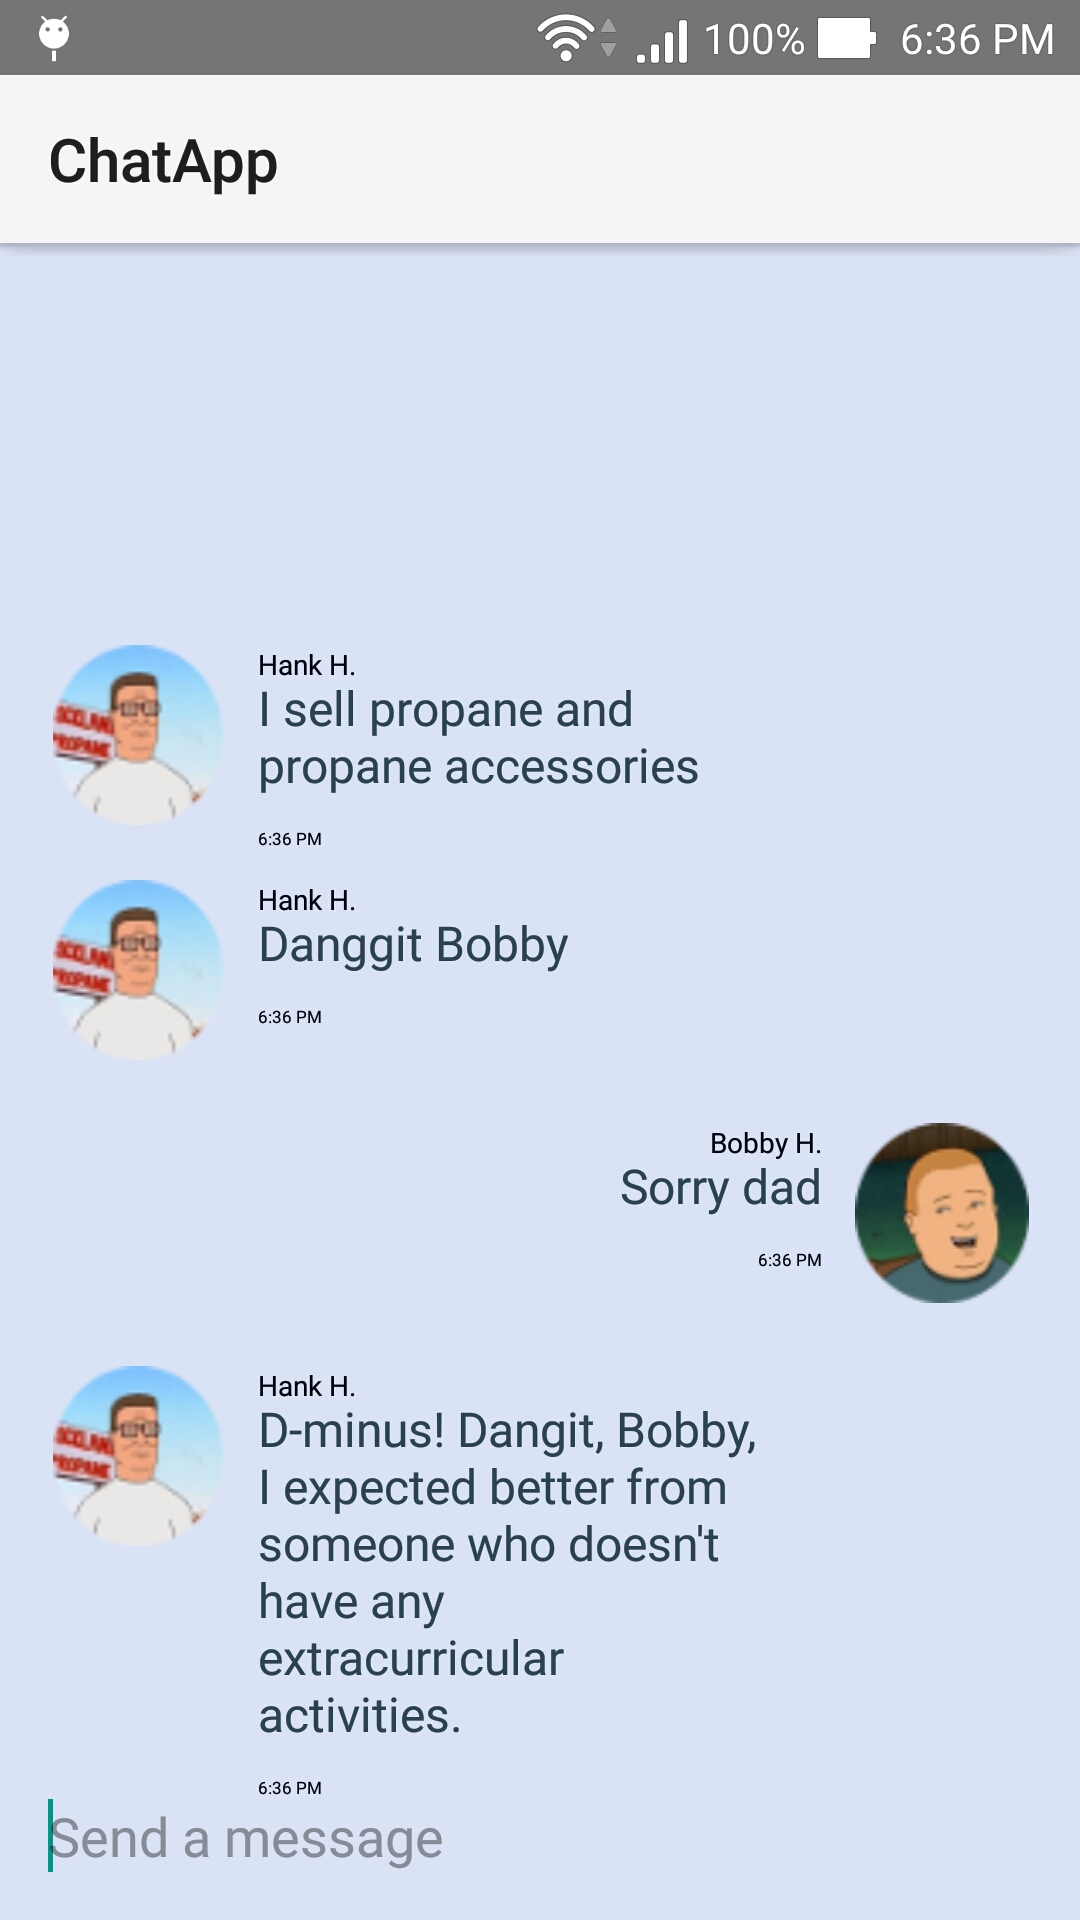 100% 6:36 PM
ChatApp
Hank H.
I sell propane and
propane accessories
6:36 PM
Hank H.
Danggit Bobby
6:36 PM
Bobby H.
Sorry dad
6:36 PM
Hank H.
D-minus! Dangit, Bobby,
I expected better from
someone who doesn't
have any
extracurricular
activities.
6:36 PM
Send a message